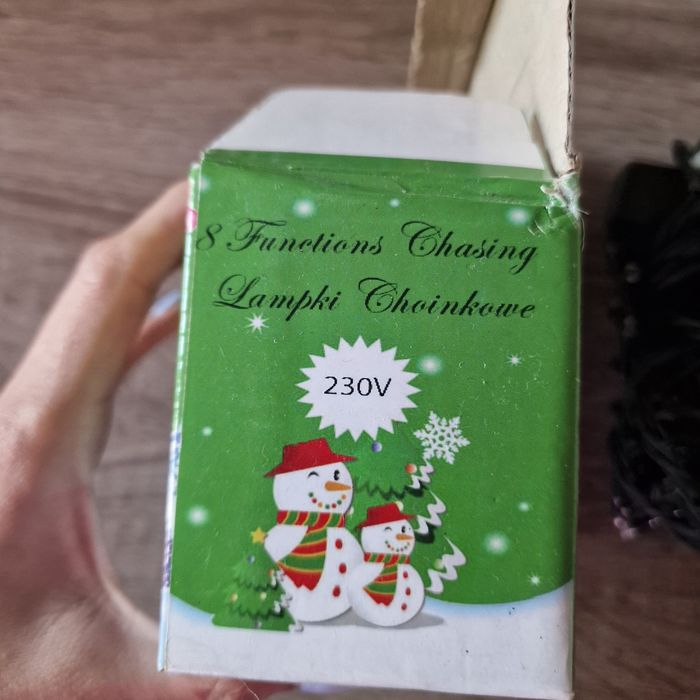 8 Functions Chasing
Lampki Choinkowe
230V